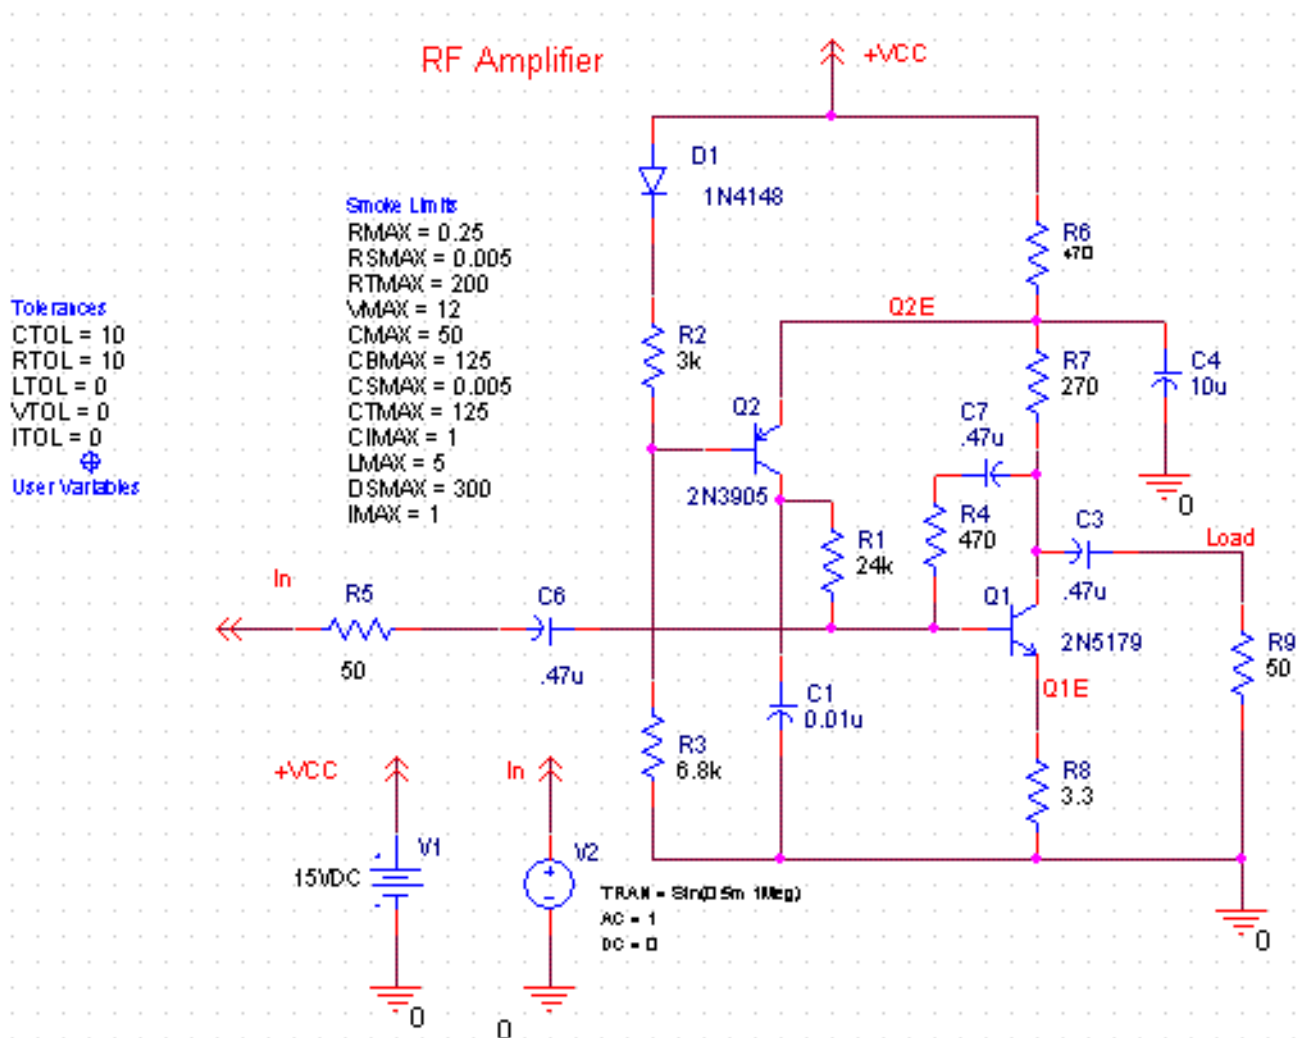 RF Amplifier
+VCC
D1
1N4148
Smoke Limits
RMAX = 0.25
RSMAX = 0.005
RTMAX = 200
VMAX = 12
CMAX = 50
CBMAX = 125
CSMAX = 0.005
CTMAX = 125
CIMAX = 1
LMAX = 5
DSMAX = 300
IMAX = 1
Tolerances
CTOL = 10
RTOL = 10
LTOL = 0
VTOL = 0
ITOL = 0
User Variables
R6
470
Q2E
R2
3k
R7
270
C4
10u
0
Q2
2N3905
C7
.47u
R4
470
R1
24k
C3
.47u
Load
In
R5
50
C6
.47u
Q1
2N5179
Q1E
R9
50
C1
0.01u
R3
6.8k
R8
3.3
0
+VCC
V1
15VDC
0
In
V2
TRAN = Sin(0 5m 1Meg)
AC = 1
DC = 0
0